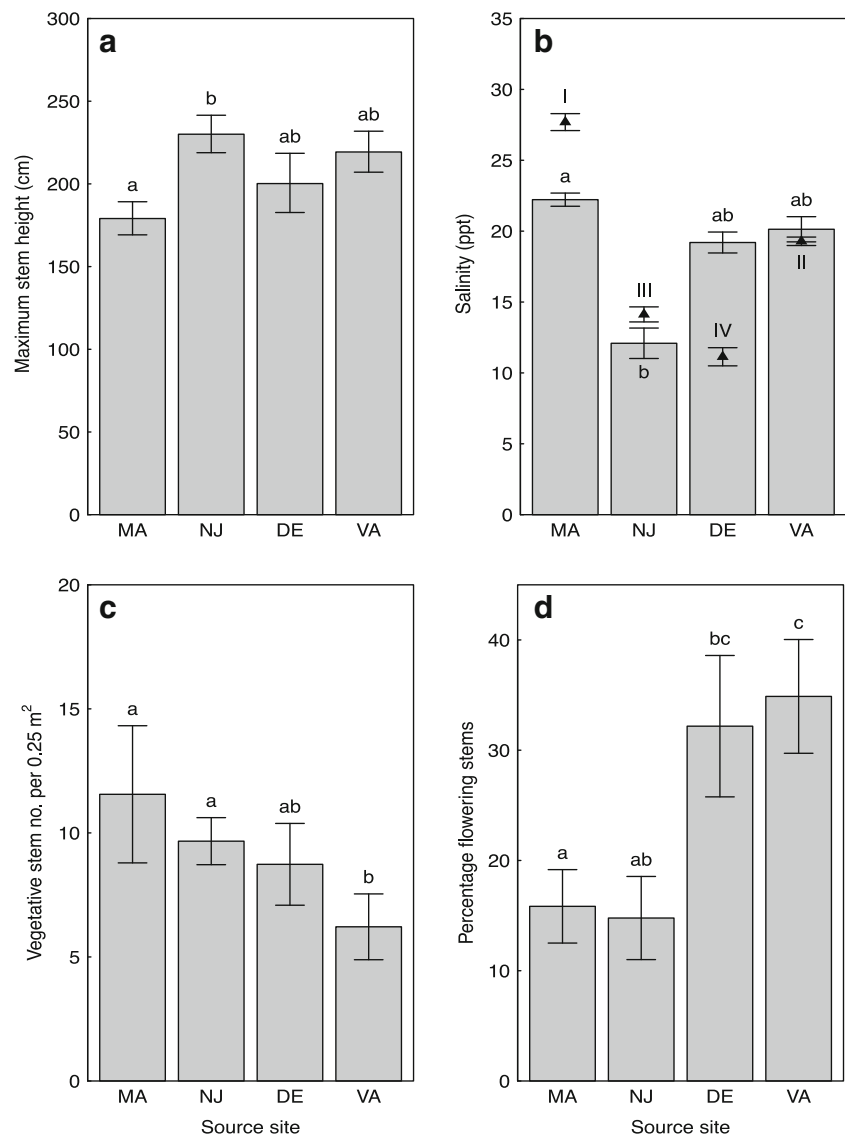 a
Maximum stem height (cm)
300
250
200
150
100
50
0
a
b
ab
ab
MA NJ DE VA
b
Salinity (ppt)
35
30
25
20
15
10
5
0
I
a
III
b
ab
IV
ab
II
MA NJ DE VA
c
Vegetative stem no. per 0.25 m²
20
15
10
5
0
a
a
ab
b
MA NJ DE VA
Source site
d
Percentage flowering stems
40
30
20
10
0
a
ab
bc
c
MA NJ DE VA
Source site